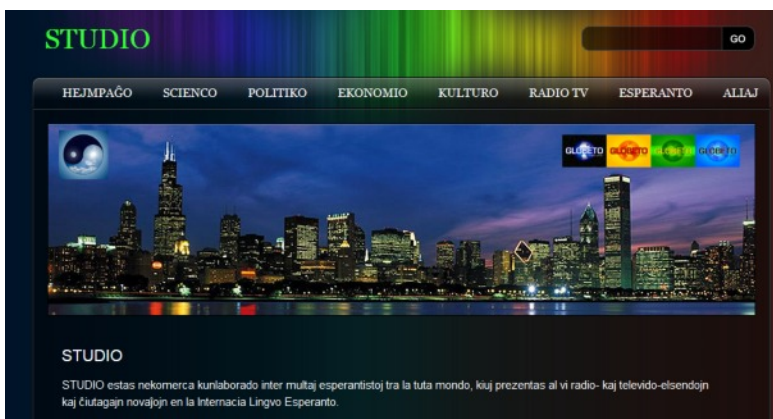 STUDIO
GO
HEJMPAĜO SCIENCO POLITIKO EKONOMIO KULTURO RADIO TV ESPERANTO ALIAJ
GLOBETO GLOBETO GLOBETO GLOBETO
STUDIO
STUDIO estas nekomerca kunlaborado inter multaj esperantistoj tra la tuta mondo, kiuj prezentas al vi radio- kaj televido-elsendojn
kaj ĉiutagajn novaĵojn en la Internacia Lingvo Esperanto.